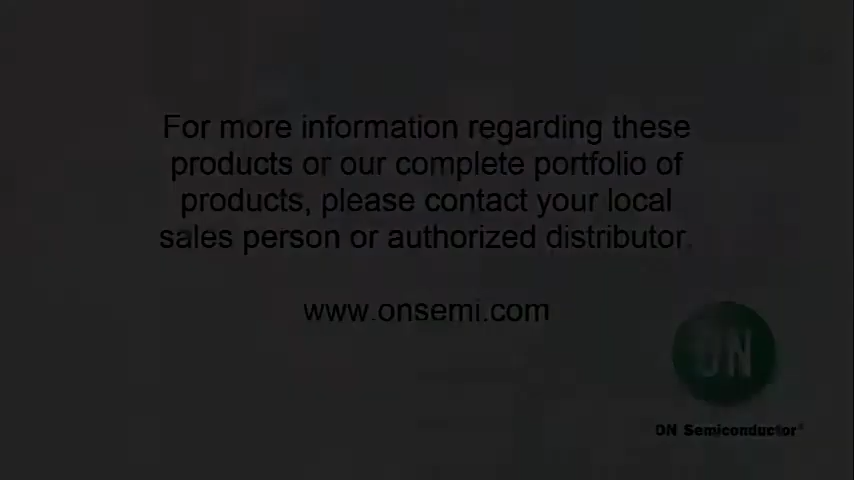 For more information regarding these
products or our complete portfolio of
products, please contact your local
sales person or authorized distributor.
www.onsemi.com
ON
ON Semiconductor®